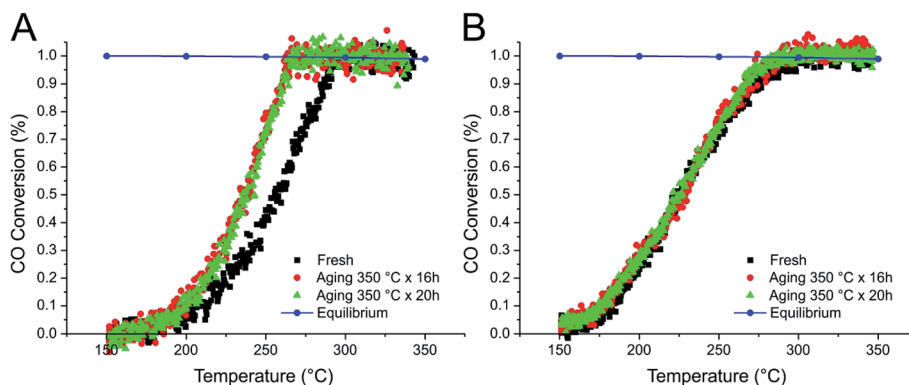 A
CO Conversion (%)
1.0
0.9
0.8
0.7
0.6
0.5
0.4
0.3
0.2
0.1
0.0
Fresh
Aging 350 °C x 16h
Aging 350 °C x 20h
Equilibrium
150 200 250 300 350
Temperature (°C)
B
CO Conversion (%)
1.0
0.9
0.8
0.7
0.6
0.5
0.4
0.3
0.2
0.1
0.0
Fresh
Aging 350 °C x 16h
Aging 350 °C x 20h
Equilibrium
150 200 250 300 350
Temperature (°C)